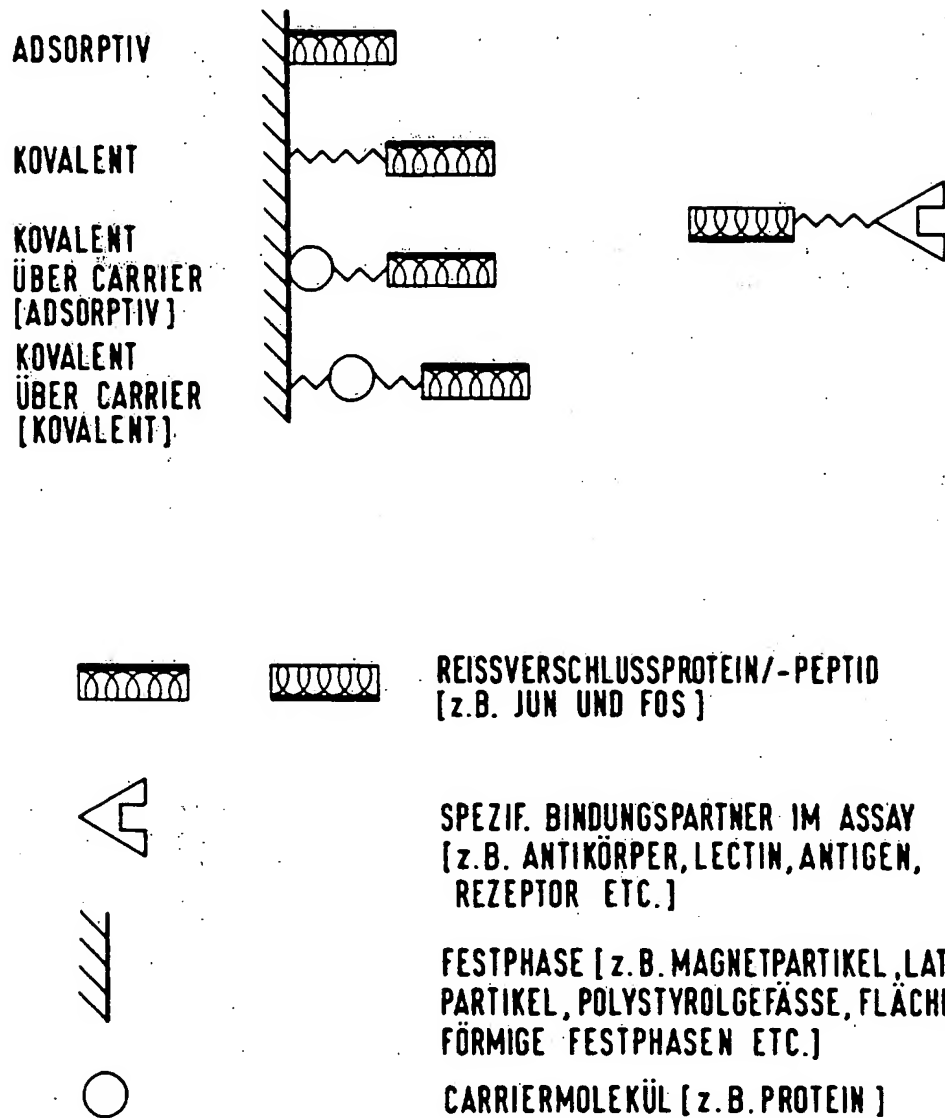 ADSORPTIV
KOVALENT
KOVALENT
ÜBER CARRIER
[ADSORPTIV]
KOVALENT
ÜBER CARRIER
[KOVALENT]
REISSVERSCHLUSSPROTEIN/-PEPTID
[z.B. JUN UND FOS]
SPEZIF. BINDUNGSPARTNER IM ASSAY
[z.B. ANTIKÖRPER, LECTIN, ANTIGEN,
REZEPTOR ETC.]
FESTPHASE [z.B. MAGNETPARTIKEL, LAT
PARTIKEL, POLYSTYROLGEFÄSSE, FLÄCH
FÖRMIGE FESTPHASEN ETC.]
CARRIERMOLEKÜL [z.B. PROTEIN]